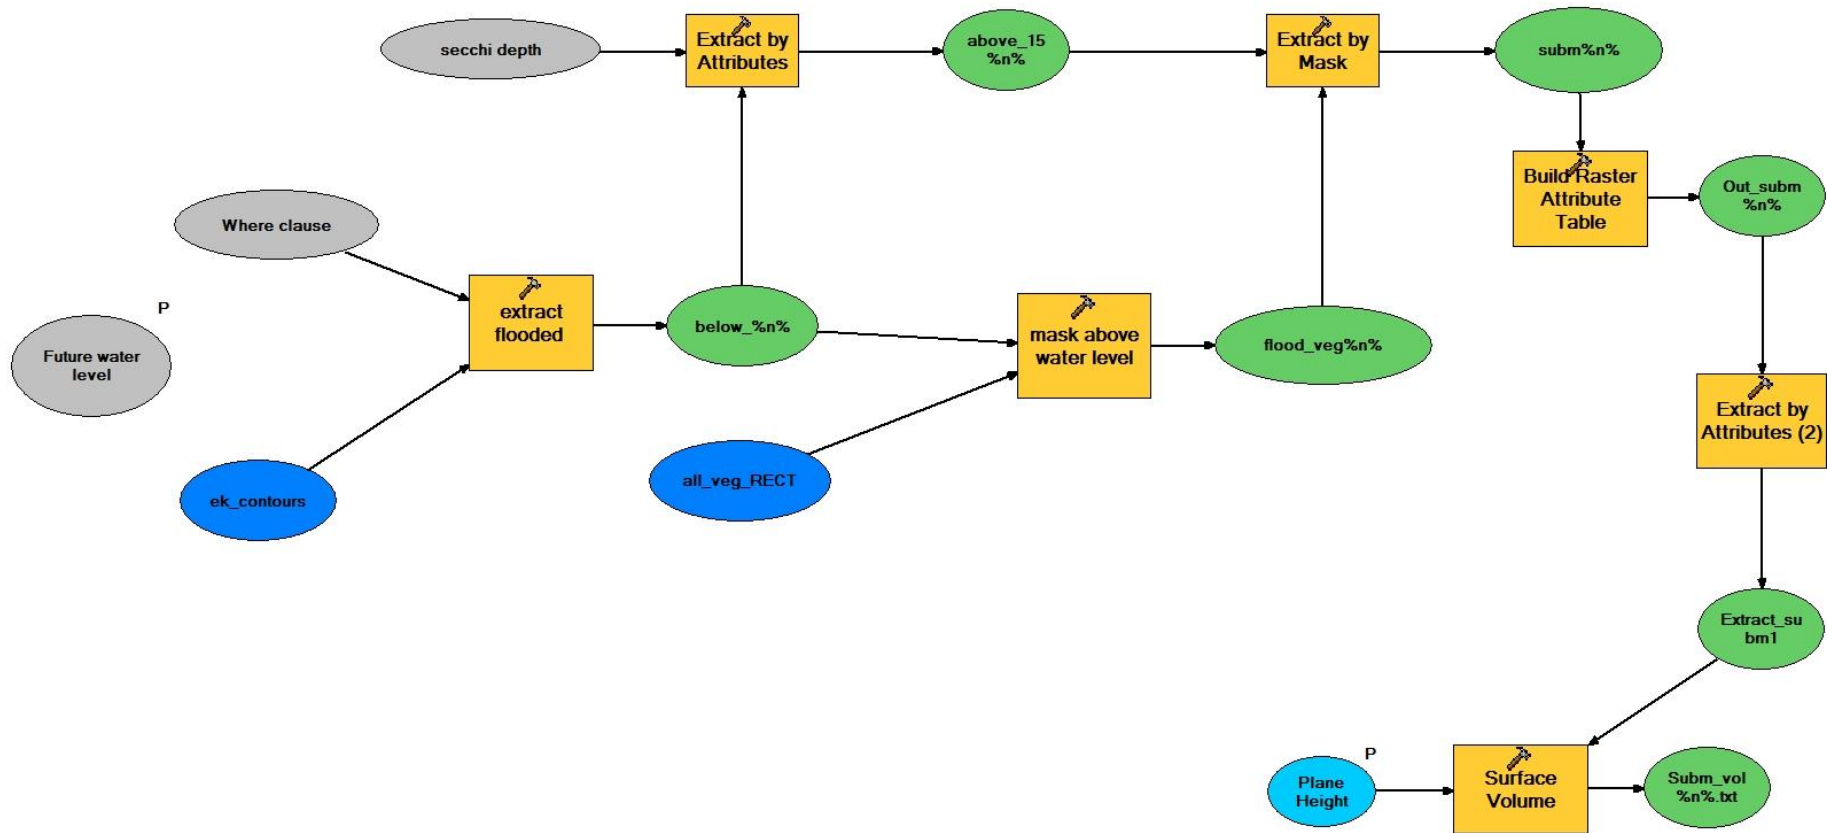 secchi depth
Extract by
Attributes
above_15
%n%
Extract by
Mask
subm%n%
Build Raster
Attribute
Table
Out_subm
%n%
Where clause
P
Future water
level
extract
flooded
below_%n%
mask above
water level
flood_veg%n%
Extract by
Attributes (2)
ek_contours
all_veg_RECT
Extract_su
bm1
P
Plane
Height
Surface
Volume
Subm_vol
%n%.txt